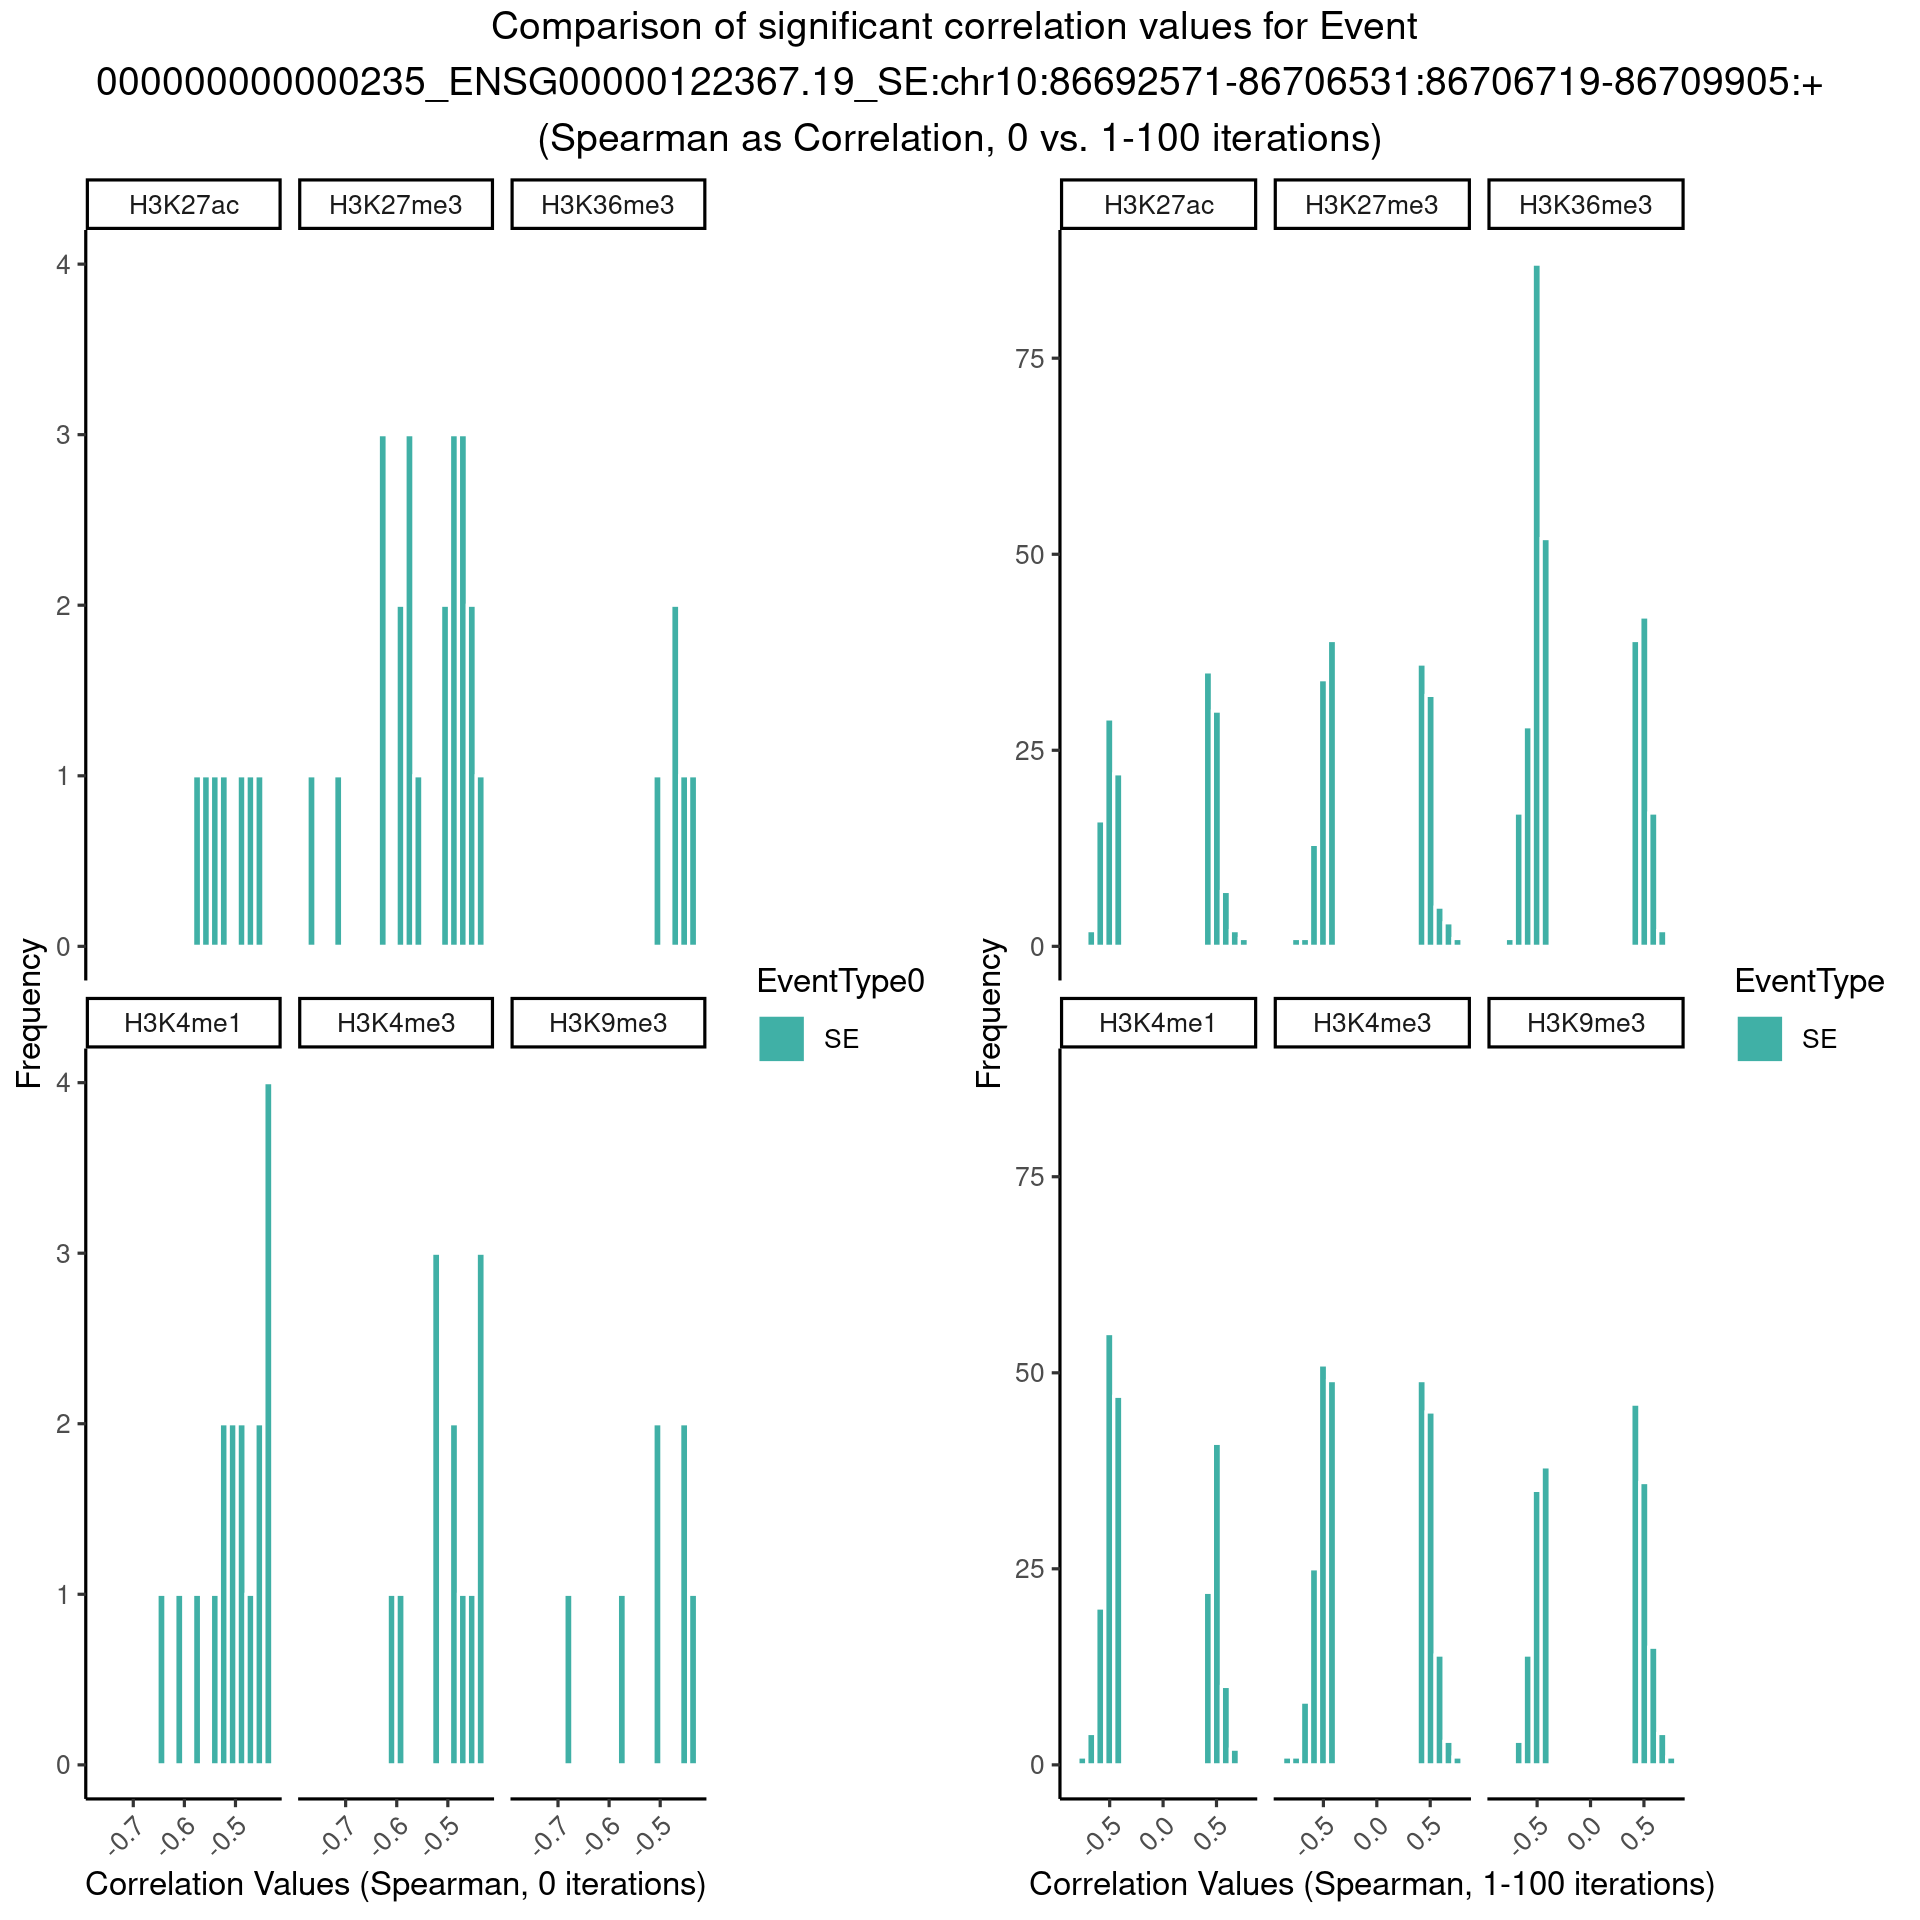 Comparison of significant correlation values for Event
000000000000235_ENSG00000122367.19_SE:chr10:86692571-86706531:86706719-86709905:+
(Spearman as Correlation, 0 vs. 1-100 iterations)
H3K27ac
H3K27me3
H3K36me3
4
3
2
1
0
H3K4me1
H3K4me3
H3K9me3
4
3
2
1
0
-0.7
-0.6
-0.5
-0.7
-0.6
-0.5
-0.7
-0.6
-0.5
Frequency
Correlation Values (Spearman, 0 iterations)
EventType0
SE
H3K27ac
H3K27me3
H3K36me3
75
50
25
0
H3K4me1
H3K4me3
H3K9me3
75
50
25
0
-0.5
0.0
0.5
-0.5
0.0
0.5
-0.5
0.0
0.5
Frequency
Correlation Values (Spearman, 1-100 iterations)
EventType
SE